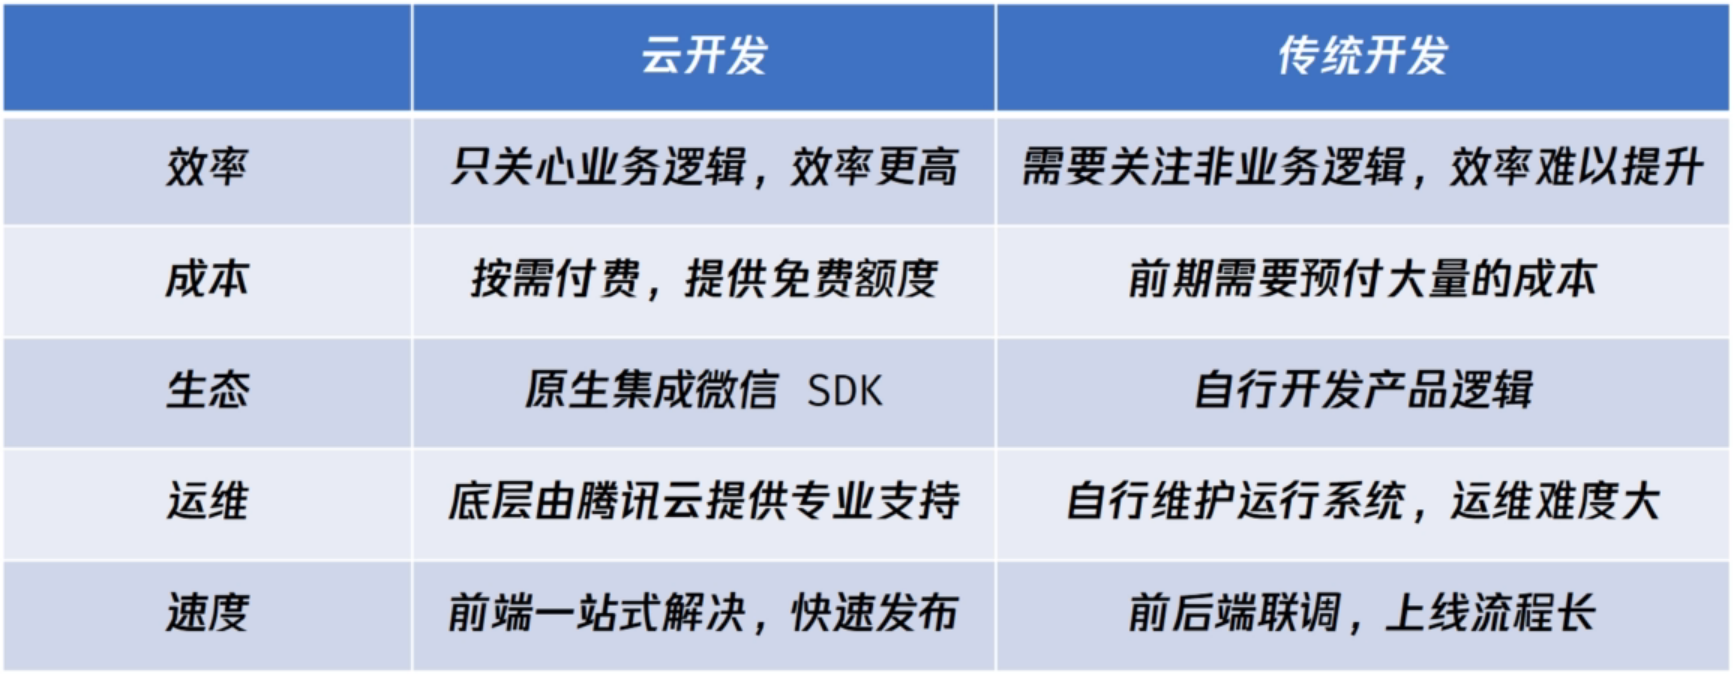 云开发 传统开发
效率 只关心业务逻辑，效率更高 需要关注非业务逻辑，效率难以提升
成本 按需付费，提供免费额度 前期需要预付大量的成本
生态 原生集成微信 SDK 自行开发产品逻辑
运维 底层由腾讯云提供专业支持 自行维护运行系统，运维难度大
速度 前端一站式解决，快速发布 前后端联调，上线流程长